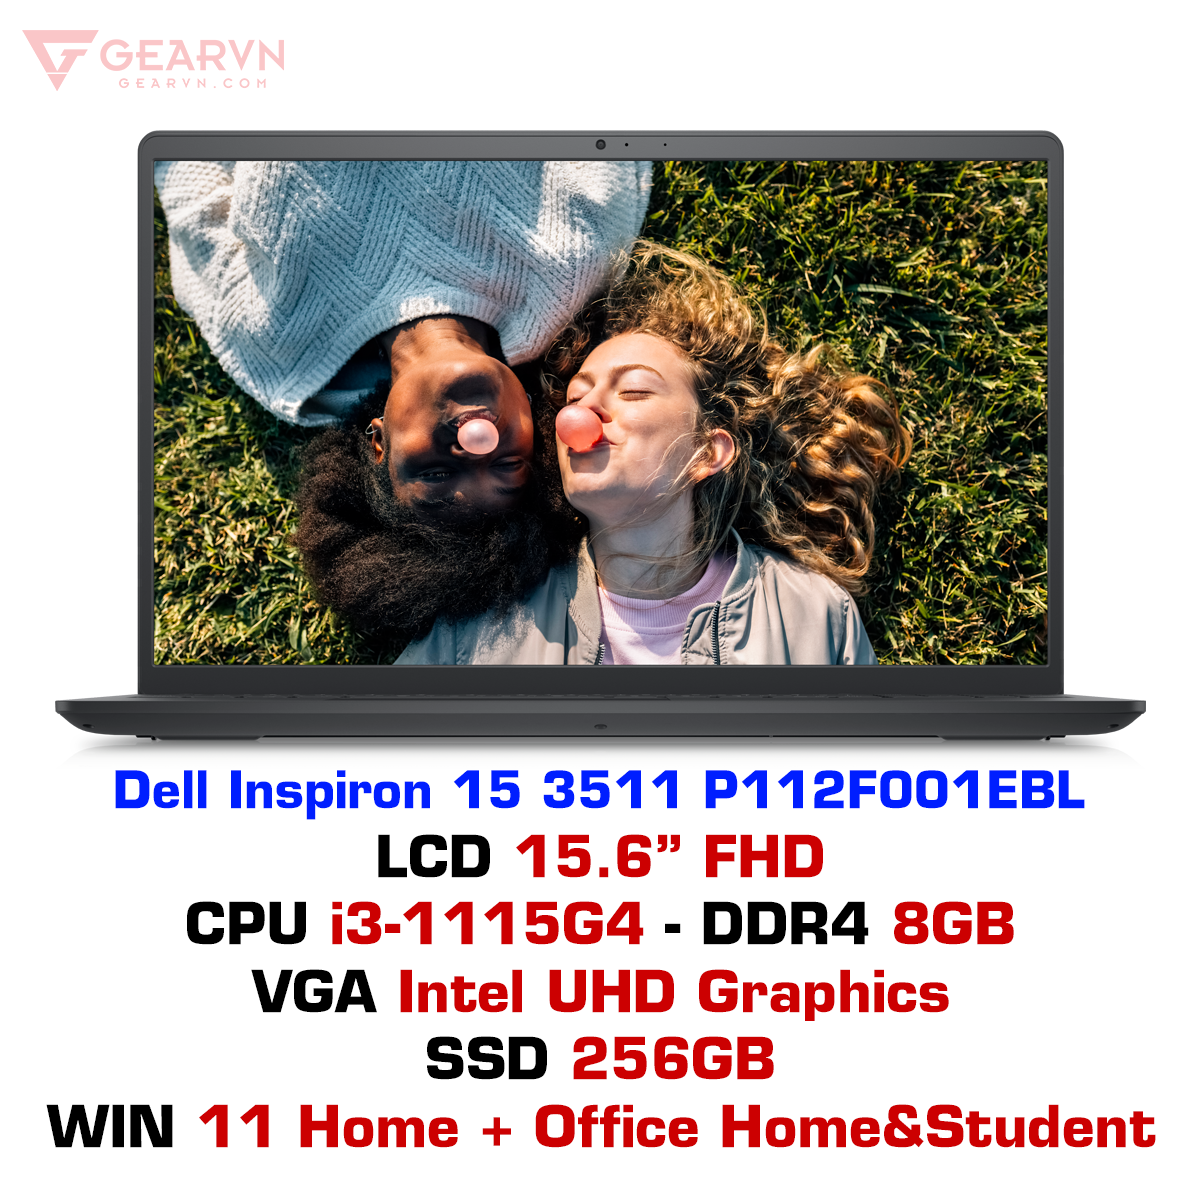 GEARVN
GEARVN.COM
Dell Inspiron 15 3511 P112F001EBL
LCD 15.6” FHD
CPU i3-1115G4 - DDR4 8GB
VGA Intel UHD Graphics
SSD 256GB
WIN 11 Home + Office Home&Student